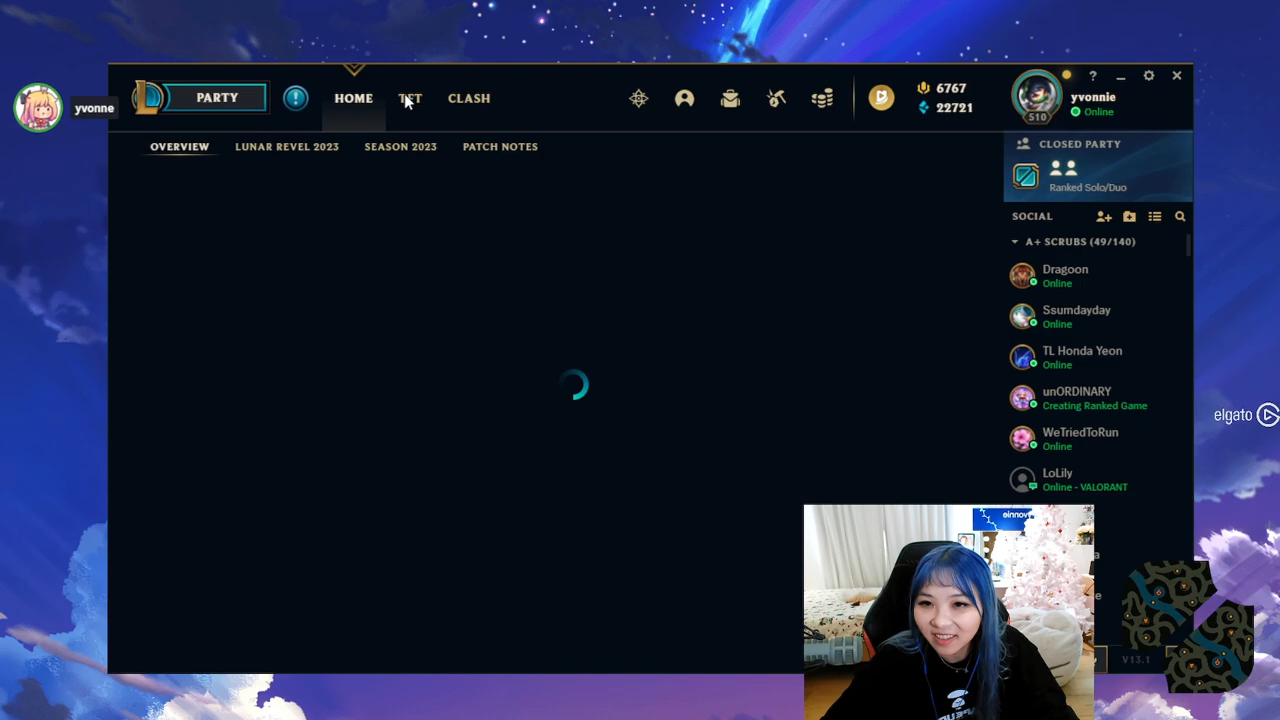 yvonne
PARTY
HOME
TFT
CLASH
6767
22721
510
?
yvonnie
Online
OVERVIEW
LUNAR REVEL 2023
SEASON 2023
PATCH NOTES
CLOSED PARTY
Ranked Solo/Duo
SOCIAL
A+ SCRUBS (49/140)
Dragoon
Online
Ssumdayday
Online
TL Honda Yeon
Online
unORDINARY
Creating Ranked Game
WeTriedToRun
Online
LoLily
Online - VALORANT
elgato
V13.1